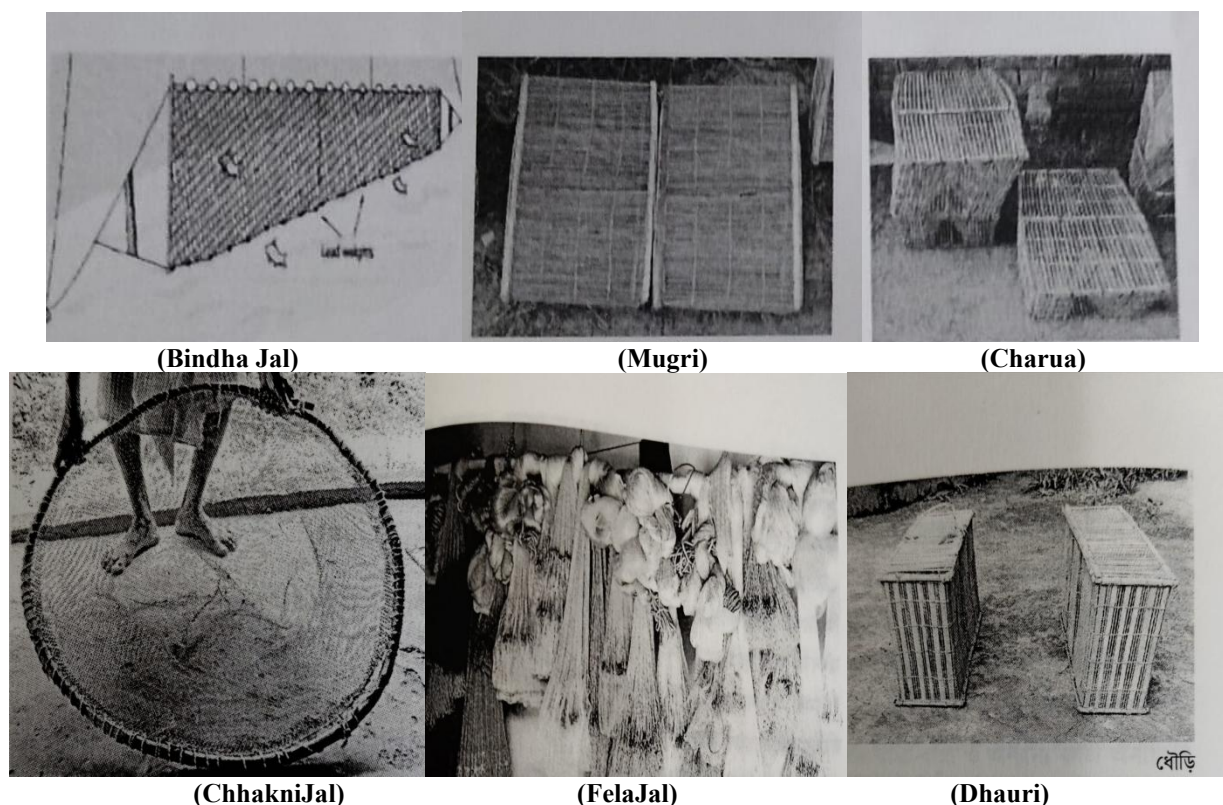 Lead weights
(Bindha Jal) (Mugri) (Charua)
ধৌড়ি
(ChhakniJal) (FelaJal) (Dhauri)